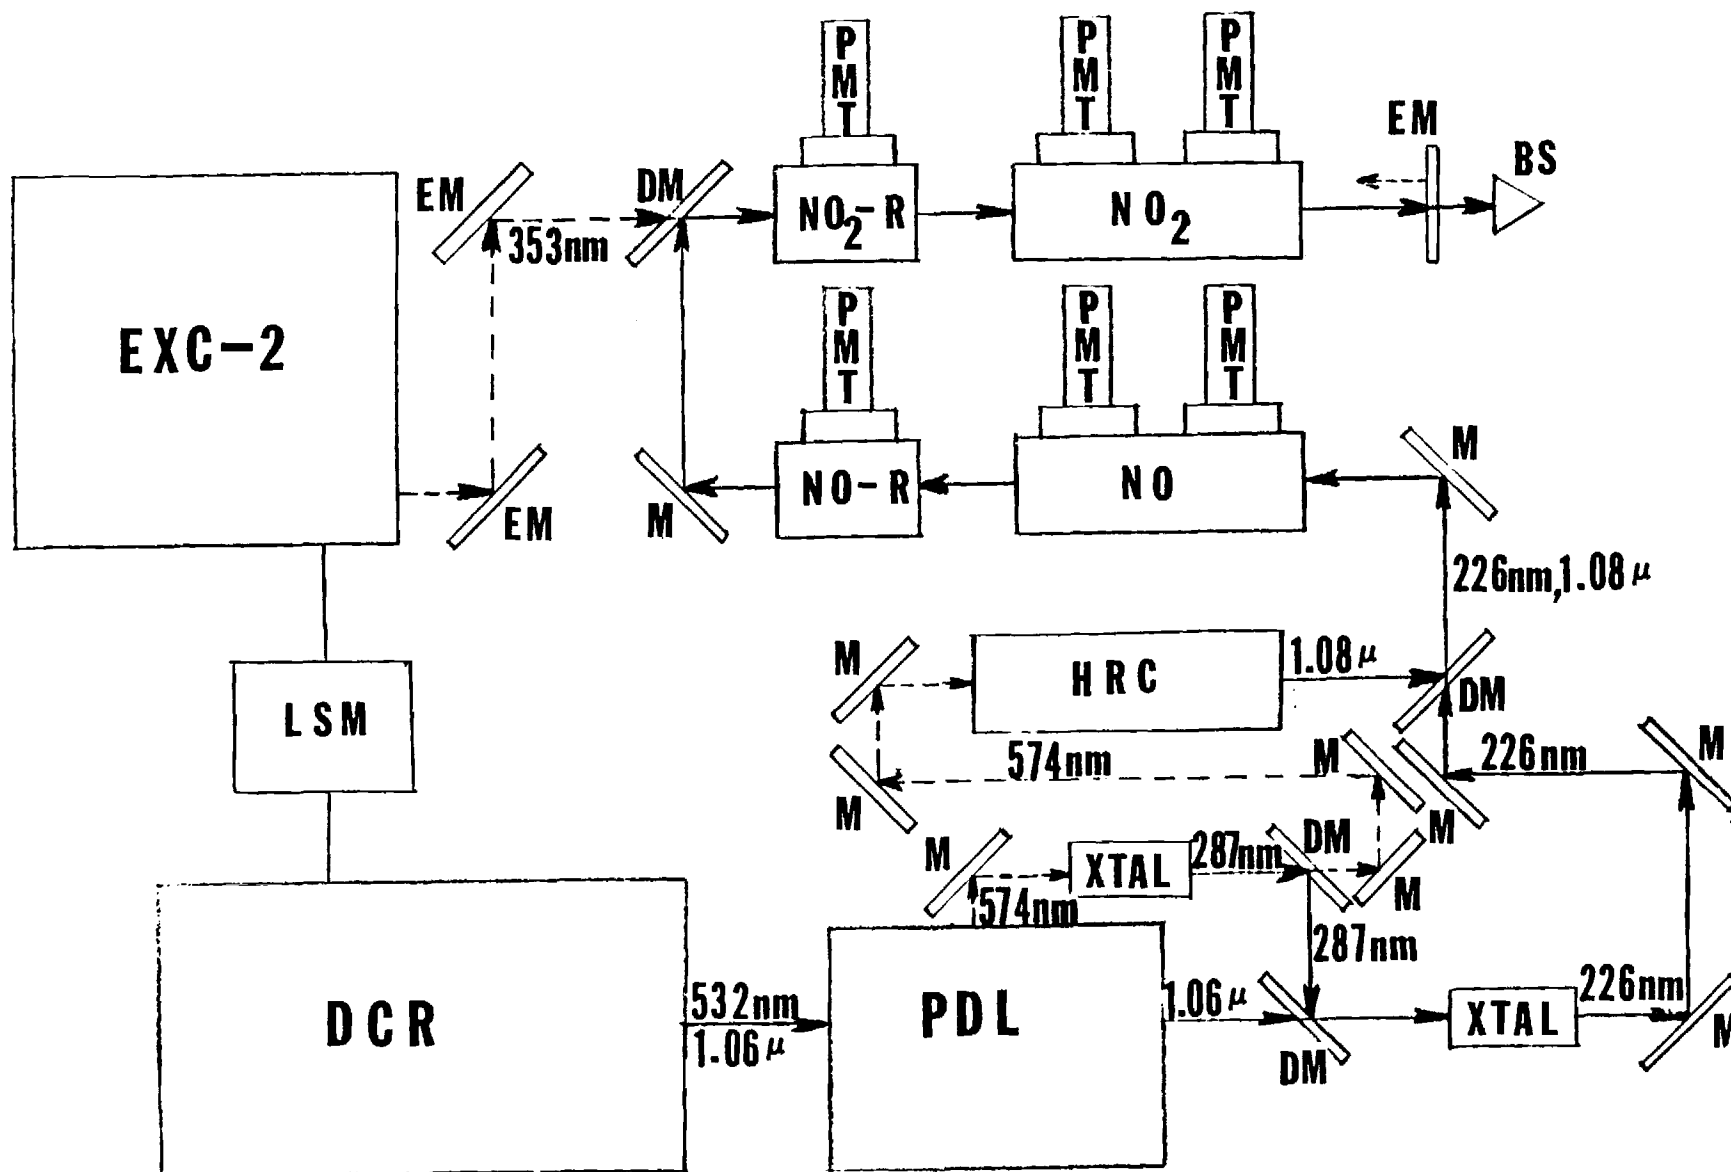 PMT
PMT
PMT
EM
BS
EM
DM
NO2-R
NO2
353nm
EXC-2
PMT
PMT
PMT
M
NO-R
NO
EM
M
226nm,1.08μ
M
HRC
1.08μ
DM
LSM
M
574nm
M
226nm
M
M
M
DM
287nm
XTAL
M
574nm
287nm
DCR
532nm
1.06μ
PDL
1.06μ
226nm
XTAL
M
DM